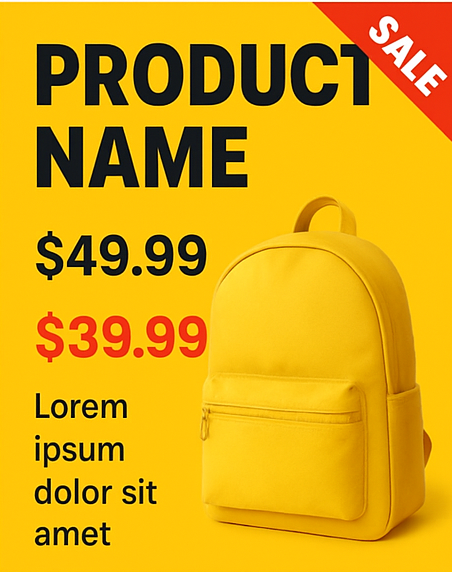 SALE
PRODUCT
NAME
$49.99
$39.99
Lorem
ipsum
dolor sit
amet